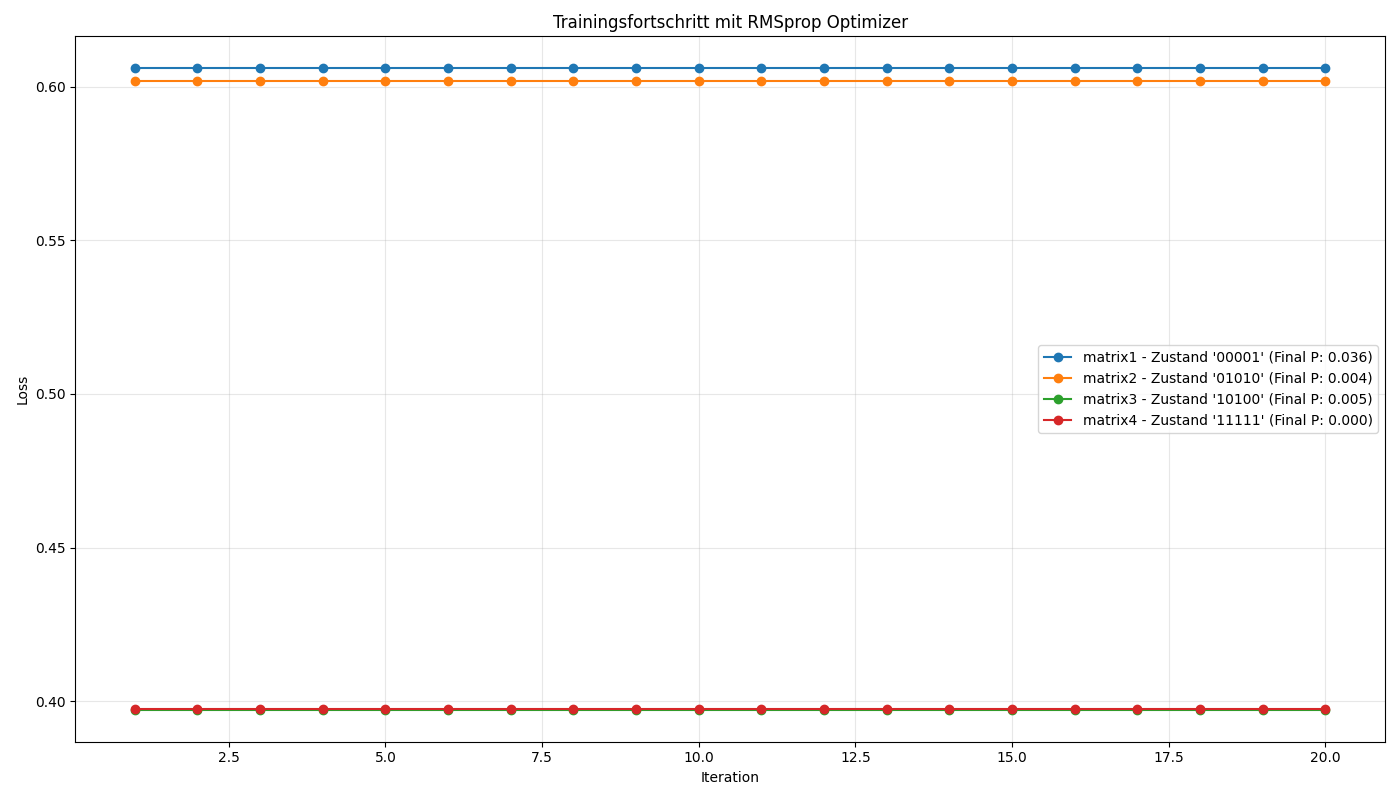 Trainingsfortschritt mit RMSprop Optimizer
0.60
0.55
0.50
0.45
0.40
Loss
matrix1 - Zustand '00001' (Final P: 0.036)
matrix2 - Zustand '01010' (Final P: 0.004)
matrix3 - Zustand '10100' (Final P: 0.005)
matrix4 - Zustand '11111' (Final P: 0.000)
2.5 5.0 7.5 10.0 12.5 15.0 17.5 20.0
Iteration